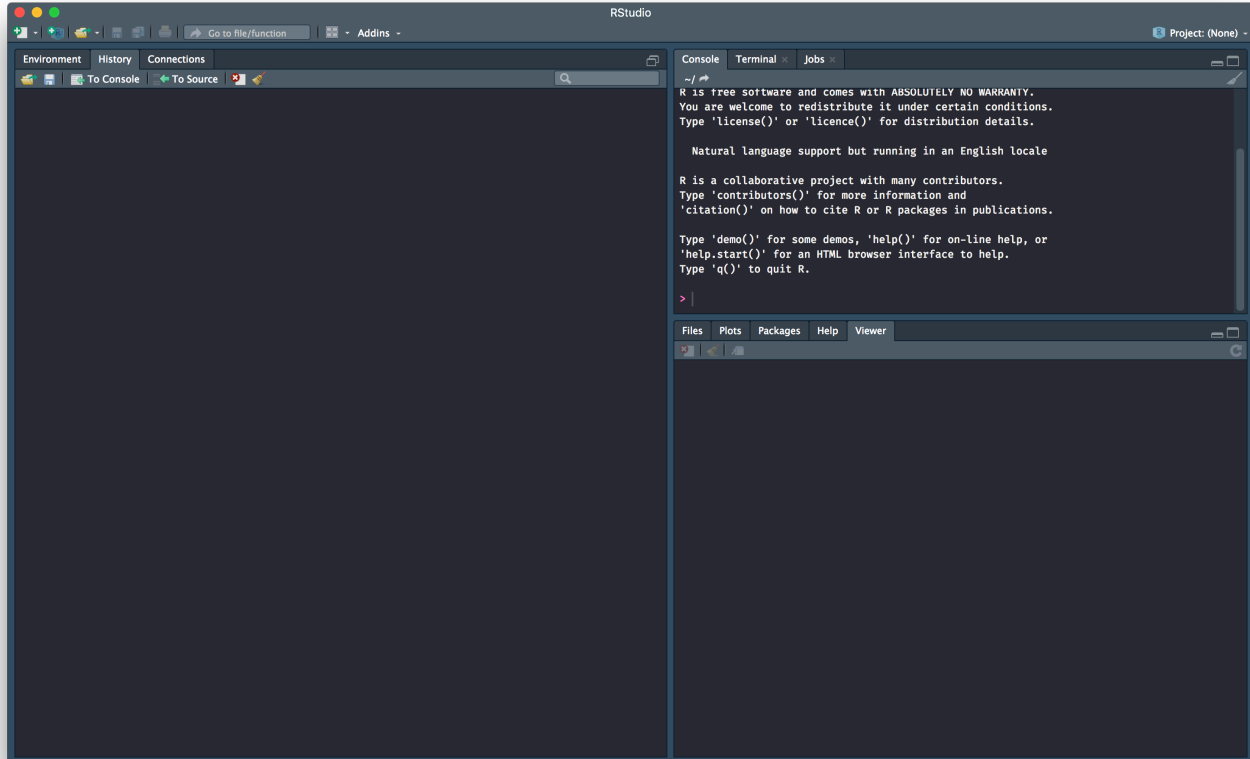 RStudio
Go to file/function
Addins
R Project: (None)
Environment History Connections
To Console To Source
Console Terminal × Jobs ×
~/
R is free software and comes with ABSOLUTELY NO WARRANTY.
You are welcome to redistribute it under certain conditions.
Type 'license()' or 'licence()' for distribution details.
Natural language support but running in an English locale
R is a collaborative project with many contributors.
Type 'contributors()' for more information and
'citation()' on how to cite R or R packages in publications.
Type 'demo()' for some demos, 'help()' for on-line help, or
'help.start()' for an HTML browser interface to help.
Type 'q()' to quit R.
>
Files Plots Packages Help Viewer